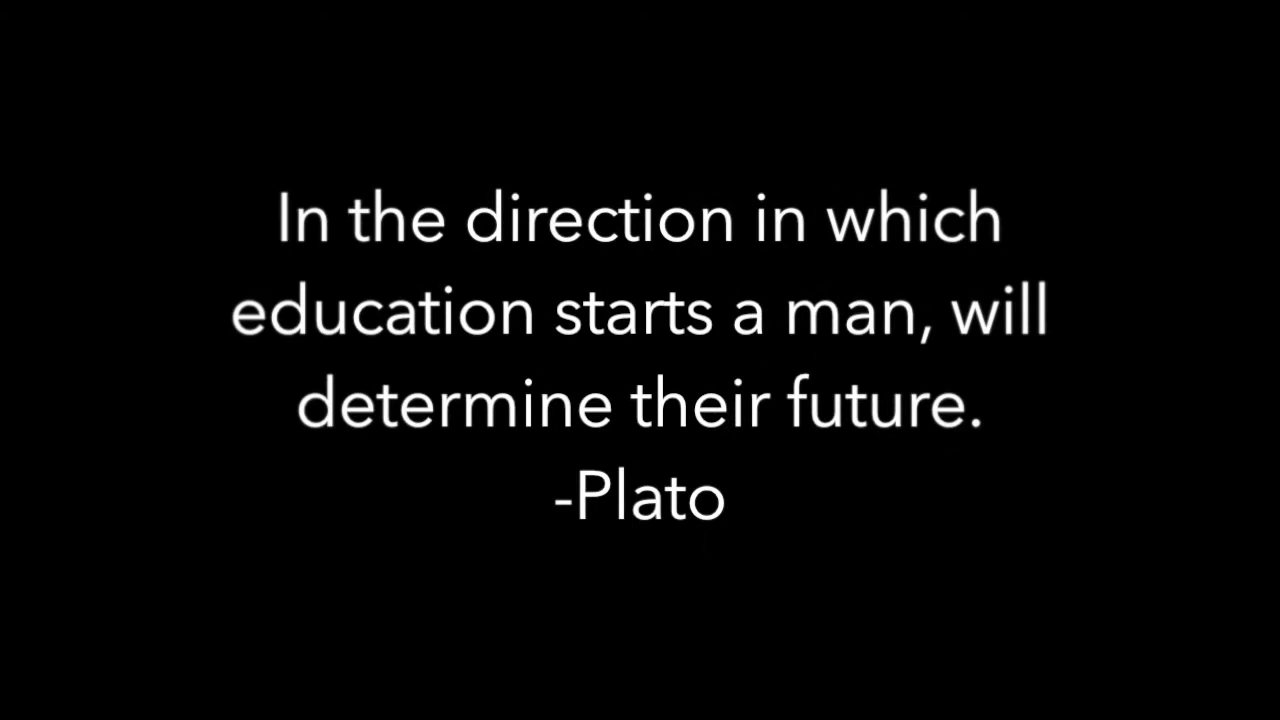 In the direction in which
education starts a man, will
determine their future.
-Plato